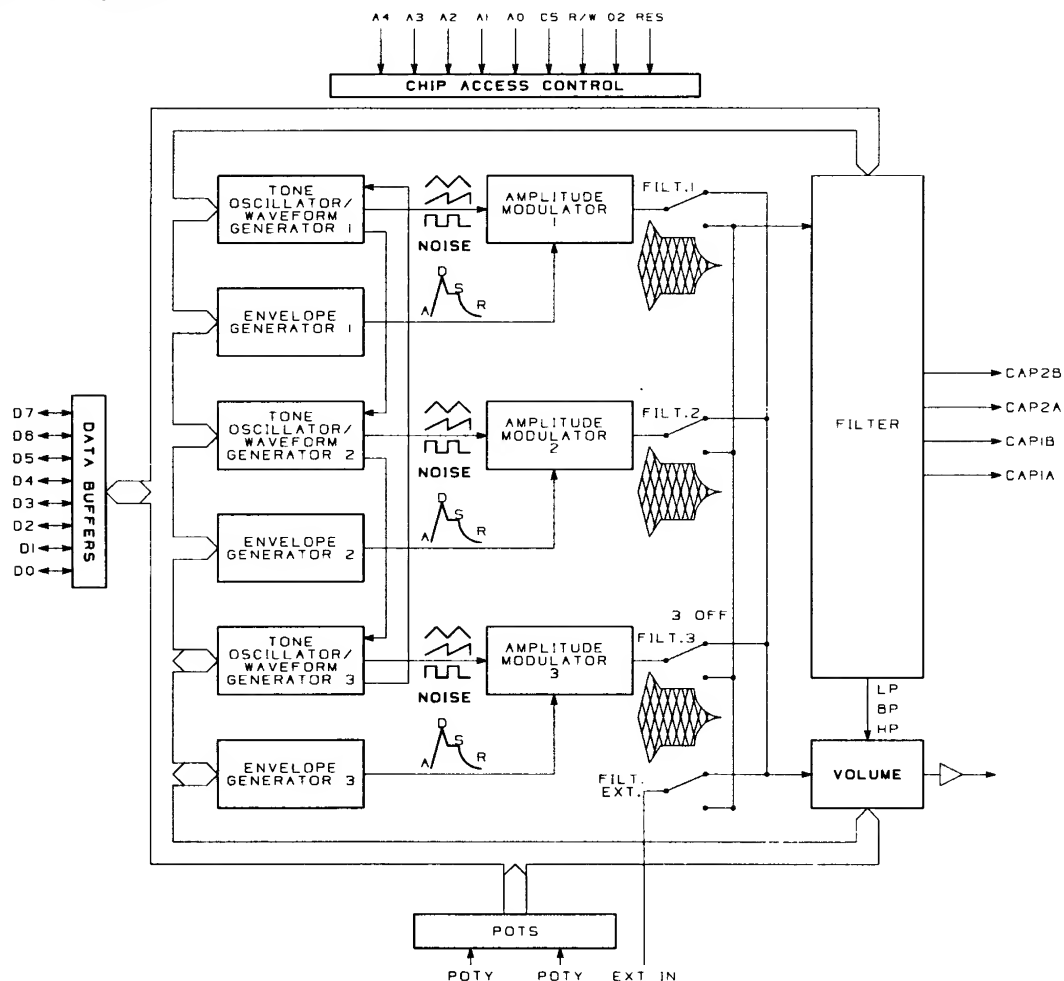 A4 A3 A2 A1 A0 CS R/W O2 RES
CHIP ACCESS CONTROL
TONE
OSCILLATOR/
WAVEFORM
GENERATOR 1
NOISE
AMPLITUDE
MODULATOR
1
FILT.1
ENVELOPE
GENERATOR 1
A D S R
TONE
OSCILLATOR/
WAVEFORM
GENERATOR 2
NOISE
AMPLITUDE
MODULATOR
2
FILT.2
ENVELOPE
GENERATOR 2
A D S R
TONE
OSCILLATOR/
WAVEFORM
GENERATOR 3
NOISE
AMPLITUDE
MODULATOR
3
3 OFF
FILT.3
ENVELOPE
GENERATOR 3
A D S R
FILT.
EXT.
D7
D6
D5
D4
D3
D2
D1
D0
DATA BUFFERS
FILTER
CAP2B
CAP2A
CAP1B
CAP1A
LP
BP
HP
VOLUME
POTS
POTY POTY EXT IN